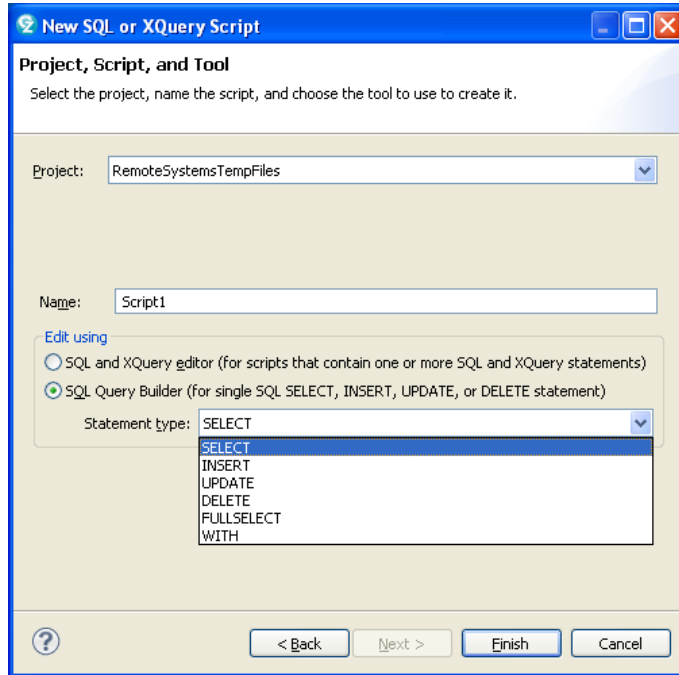 New SQL or XQuery Script
Project, Script, and Tool
Select the project, name the script, and choose the tool to use to create it.
Project: RemoteSystemsTempFiles
Name: Script1
Edit using
SQL and XQuery editor (for scripts that contain one or more SQL and XQuery statements)
SQL Query Builder (for single SQL SELECT, INSERT, UPDATE, or DELETE statement)
Statement type: SELECT
SELECT
INSERT
UPDATE
DELETE
FULLSELECT
WITH
? < Back Next > Finish Cancel